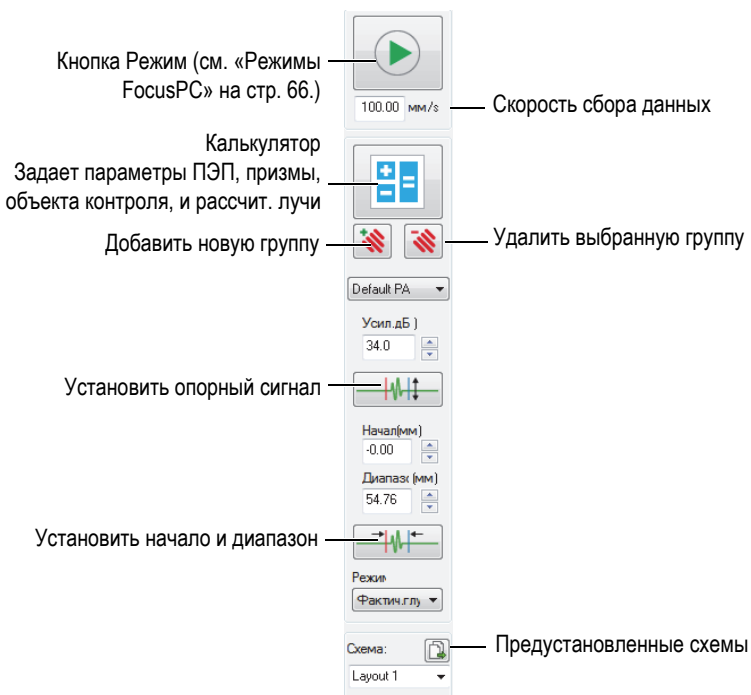 Кнопка Режим (см. «Режимы
FocusPC» на стр. 66.)
100.00 мм/s
Скорость сбора данных
Калькулятор
Задает параметры ПЭП, призмы,
объекта контроля, и рассчит. лучи
Добавить новую группу
Удалить выбранную группу
Default PA
Усил.дБ )
34.0
Установить опорный сигнал
Начал(мм)
-0.00
Диапазс (мм)
54.76
Установить начало и диапазон
Режим
Фактич.глу
Схема:
Предустановленные схемы
Layout 1